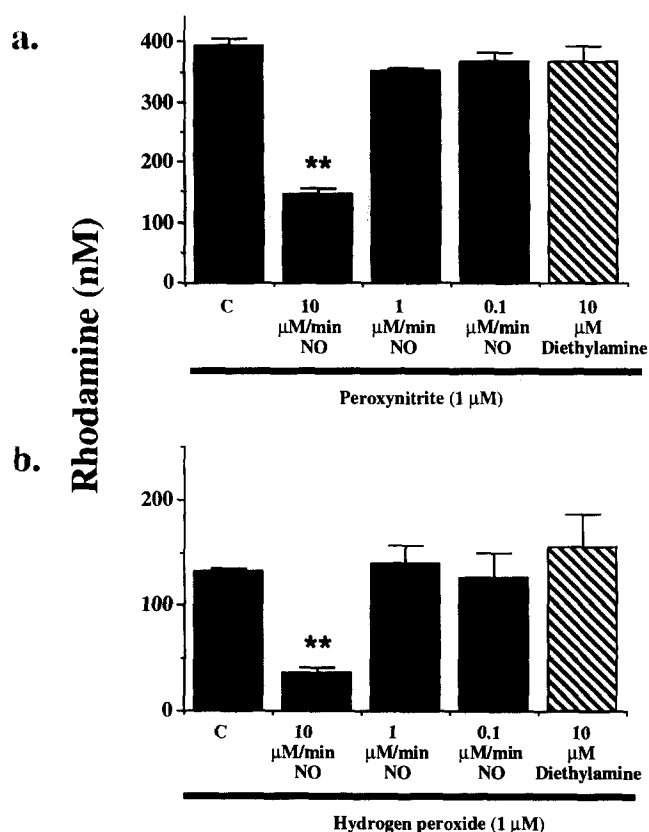 a.
Rhodamine (nM)
400
300
200
100
0
**
C
10
μM/min
NO
1
μM/min
NO
0.1
μM/min
NO
10
μM
Diethylamine
Peroxynitrite (1 μM)
b.
200
100
0
**
C
10
μM/min
NO
1
μM/min
NO
0.1
μM/min
NO
10
μM
Diethylamine
Hydrogen peroxide (1 μM)